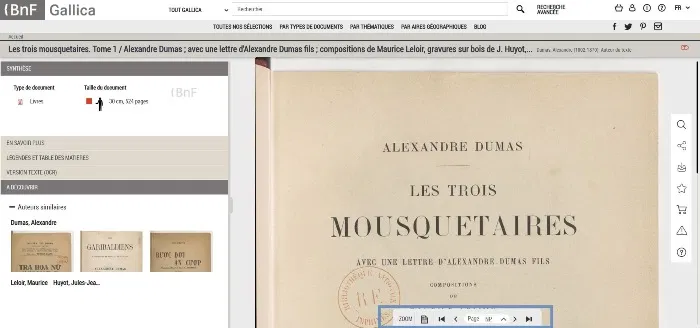 {BnF Gallica
TOUT GALLICA
Rechercher
RECHERCHE AVANCÉE
FR
TOUTES NOS SÉLECTIONS PAR TYPES DE DOCUMENTS PAR THÉMATIQUES PAR AIRES GÉOGRAPHIQUES BLOG
Accueil
Les trois mousquetaires. Tome 1 / Alexandre Dumas ; avec une lettre d'Alexandre Dumas fils ; compositions de Maurice Leloir, gravures sur bois de J. Huyot,... Dumas, Alexandre (1802-1870). Auteur du texte
SYNTHÈSE
Type de document Taille du document
Livres 30 cm, 524 pages
{BnF
EN SAVOIR PLUS
LÉGENDES ET TABLE DES MATIÈRES
VERSION TEXTE (OCR)
A DÉCOUVRIR
Auteurs similaires
Dumas, Alexandre
GARIBALDIENS
TRÀ HOA NỮ
Leloir, Maurice Huyot, Jules-Jea...
ALEXANDRE DUMAS
LES TROIS
MOUSQUETAIRES
AVEC UNE LETTRE D'ALEXANDRE DUMAS FILS
COMPOSITIONS
DE
ZOOM Page NP